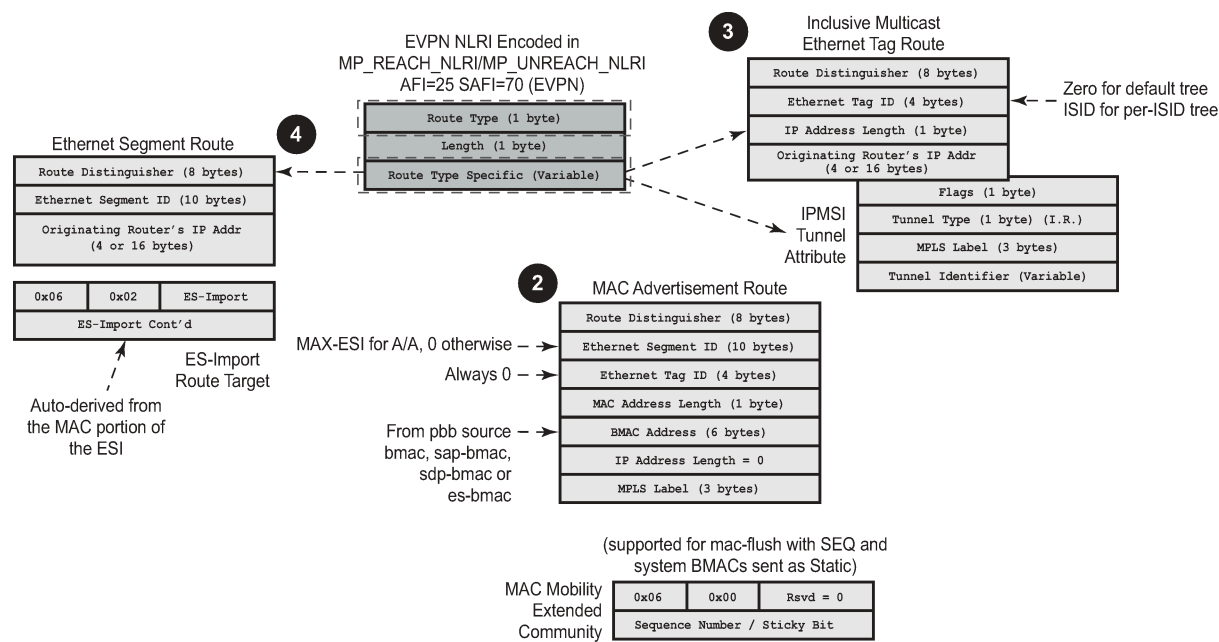 EVPN NLRI Encoded in
MP_REACH_NLRI/MP_UNREACH_NLRI
AFI=25 SAFI=70 (EVPN)
Route Type (1 byte)
Length (1 byte)
Route Type Specific (Variable)
3
Inclusive Multicast
Ethernet Tag Route
Route Distinguisher (8 bytes)
Ethernet Tag ID (4 bytes)
IP Address Length (1 byte)
Originating Router's IP Addr
(4 or 16 bytes)
Zero for default tree
ISID for per-ISID tree
IPMSI
Tunnel
Attribute
Flags (1 byte)
Tunnel Type (1 byte) (I.R.)
MPLS Label (3 bytes)
Tunnel Identifier (Variable)
4
Ethernet Segment Route
Route Distinguisher (8 bytes)
Ethernet Segment ID (10 bytes)
Originating Router's IP Addr
(4 or 16 bytes)
0x06 0x02 ES-Import
ES-Import Cont'd
ES-Import
Route Target
Auto-derived from
the MAC portion of
the ESI
2
MAC Advertisement Route
Route Distinguisher (8 bytes)
Ethernet Segment ID (10 bytes)
Ethernet Tag ID (4 bytes)
MAC Address Length (1 byte)
BMAC Address (6 bytes)
IP Address Length = 0
MPLS Label (3 bytes)
MAX-ESI for A/A, 0 otherwise
Always 0
From pbb source
bmac, sap-bmac,
sdp-bmac or
es-bmac
(supported for mac-flush with SEQ and
system BMACs sent as Static)
MAC Mobility
Extended
Community
0x06 0x00 Rsvd = 0
Sequence Number / Sticky Bit